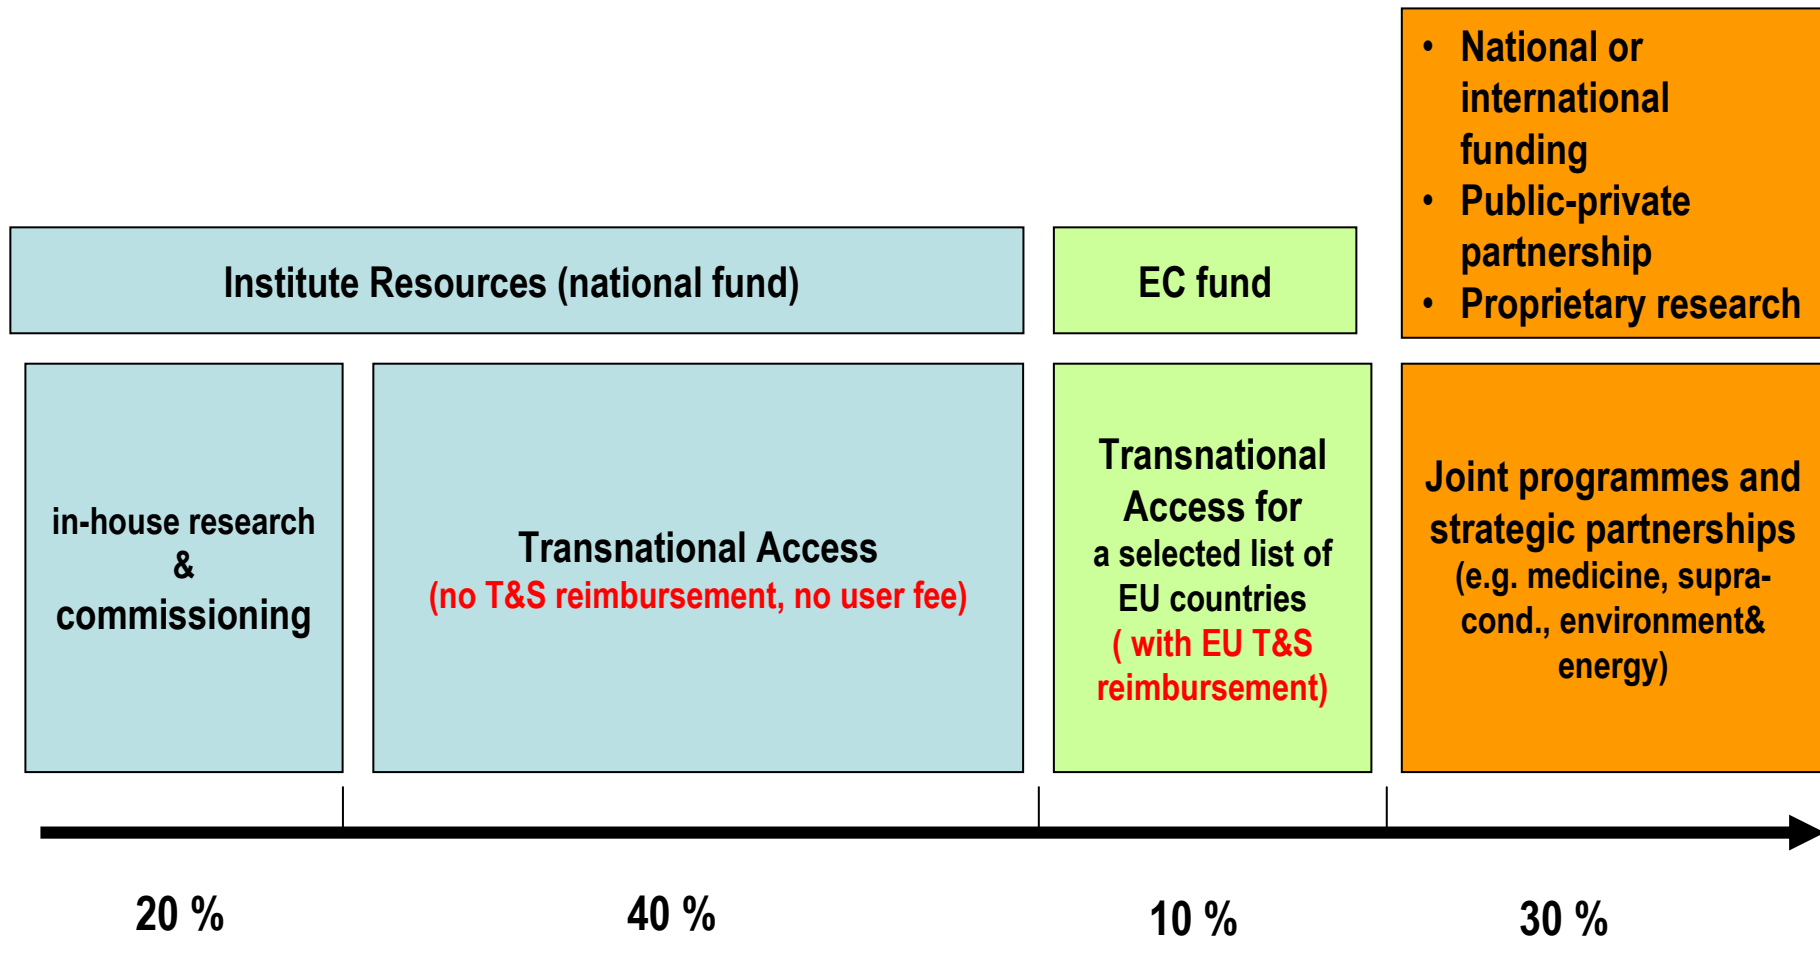 • National or
international
funding
• Public-private
partnership
• Proprietary research
Institute Resources (national fund)
EC fund
in-house research
&
commissioning
Transnational Access
(no T&S reimbursement, no user fee)
Transnational
Access for
a selected list of
EU countries
( with EU T&S
reimbursement)
Joint programmes and
strategic partnerships
(e.g. medicine, supra-
cond., environment&
energy)
20 %
40 %
10 %
30 %